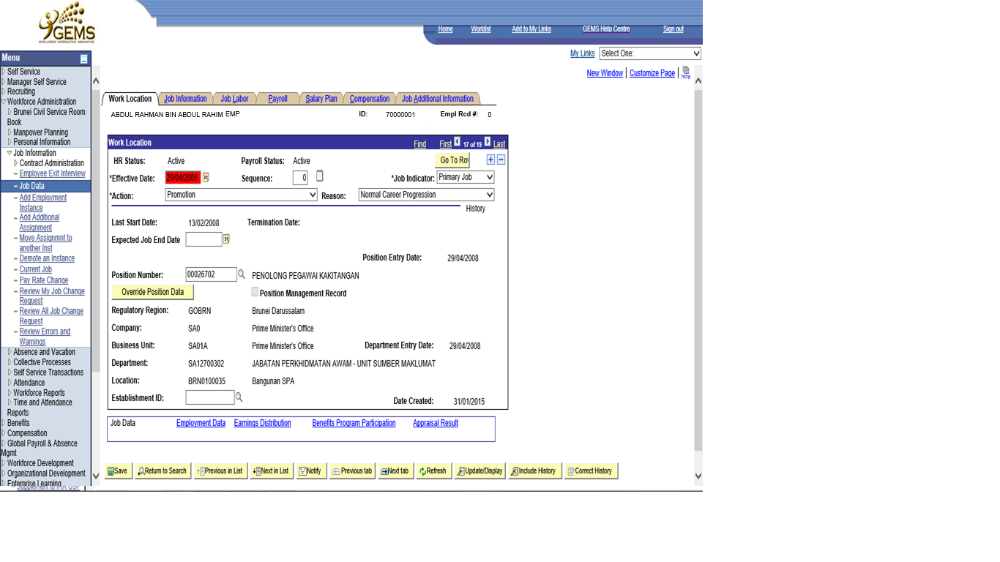 GEMS
INTELLIGENT INTERACTIVE INNOVATIVE
Home Worklist Add to My Links GEMS Help Centre Sign out
My Links Select One:
New Window | Customize Page | http
Menu
Self Service
Manager Self Service
Recruiting
Workforce Administration
Brunei Civil Service Room
Book
Manpower Planning
Personal Information
Job Information
Contract Administration
Employee Exit Interview
Job Data
Add Employment
Instance
Add Additional
Assignment
Move Assignmnt to
another Inst
Demote an Instance
Current Job
Pay Rate Change
Review My Job Change
Request
Review All Job Change
Request
Review Errors and
Warnings
Absence and Vacation
Collective Processes
Self Service Transactions
Attendance
Workforce Reports
Time and Attendance
Reports
Benefits
Compensation
Global Payroll & Absence
Mgmt
Workforce Development
Organizational Development
Enterprise Learning
Supplement to IRR OSP
Work Location Job Information Job Labor Payroll Salary Plan Compensation Job Additional Information
ABDUL RAHMAN BIN ABDUL RAHIM EMP ID: 70000001 Empl Rcd #: 0
Work Location Find First 17 of 19 Last
HR Status: Active Payroll Status: Active Go To Row
*Effective Date: 29/04/2008 31 Sequence: 0 *Job Indicator: Primary Job
*Action: Promotion Reason: Normal Career Progression
History
Last Start Date: 13/02/2008 Termination Date:
Expected Job End Date 31
Position Entry Date: 29/04/2008
Position Number: 00026702 PENOLONG PEGAWAI KAKITANGAN
Override Position Data Position Management Record
Regulatory Region: GOBRN Brunei Darussalam
Company: SA0 Prime Minister's Office
Business Unit: SA01A Prime Minister's Office Department Entry Date: 29/04/2008
Department: SA12700302 JABATAN PERKHIDMATAN AWAM - UNIT SUMBER MAKLUMAT
Location: BRN0100035 Bangunan SPA
Establishment ID: Date Created: 31/01/2015
Job Data Employment Data Earnings Distribution Benefits Program Participation Appraisal Result
Save Return to Search Previous in List Next in List Notify Previous tab Next tab Refresh Update/Display Include History Correct History